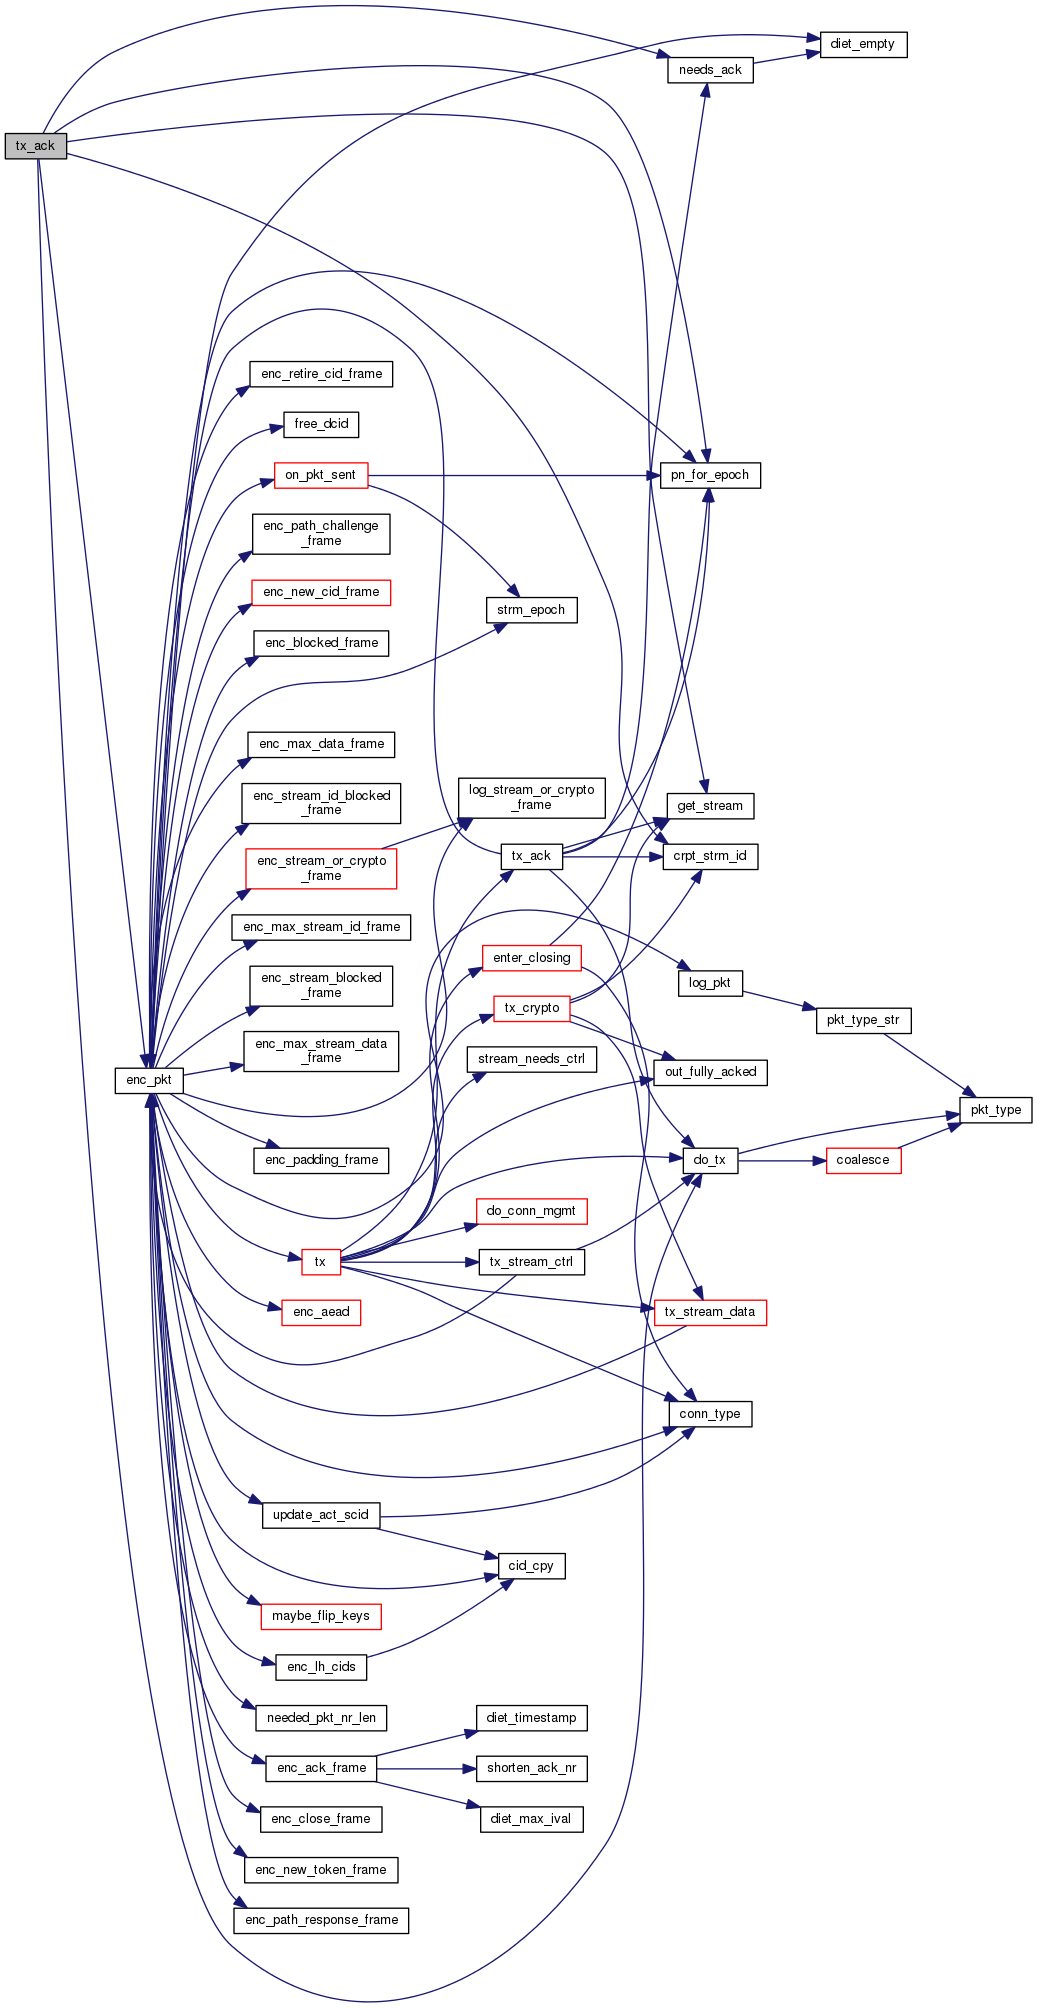 diet_empty
needs_ack
tx_ack
enc_retire_cid_frame
free_dcid
on_pkt_sent
pn_for_epoch
enc_path_challenge
_frame
enc_new_cid_frame
strm_epoch
enc_blocked_frame
enc_max_data_frame
enc_stream_id_blocked
_frame
log_stream_or_crypto
_frame
get_stream
enc_stream_or_crypto
_frame
tx_ack
crpt_strm_id
enc_max_stream_id_frame
enter_closing
enc_stream_blocked
_frame
log_pkt
tx_crypto
pkt_type_str
enc_max_stream_data
_frame
stream_needs_ctrl
out_fully_acked
enc_pkt
pkt_type
enc_padding_frame
do_tx
coalesce
do_conn_mgmt
tx
tx_stream_ctrl
enc_aead
tx_stream_data
conn_type
update_act_scid
cid_cpy
maybe_flip_keys
enc_lh_cids
needed_pkt_nr_len
diet_timestamp
enc_ack_frame
shorten_ack_nr
enc_close_frame
diet_max_ival
enc_new_token_frame
enc_path_response_frame